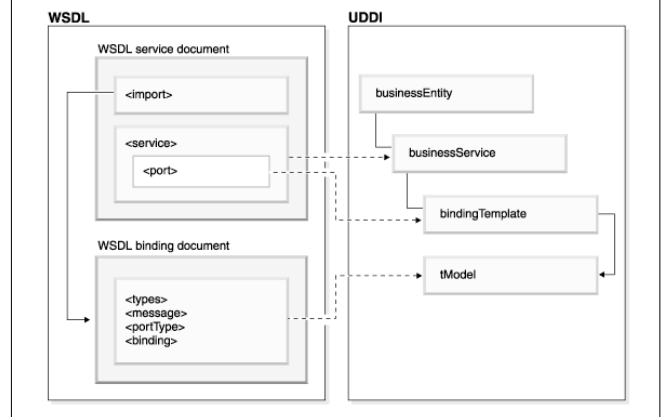 WSDL
UDDI
WSDL service document
<import>
<service>
<port>
WSDL binding document
<types>
<message>
<portType>
<binding>
businessEntity
businessService
bindingTemplate
tModel